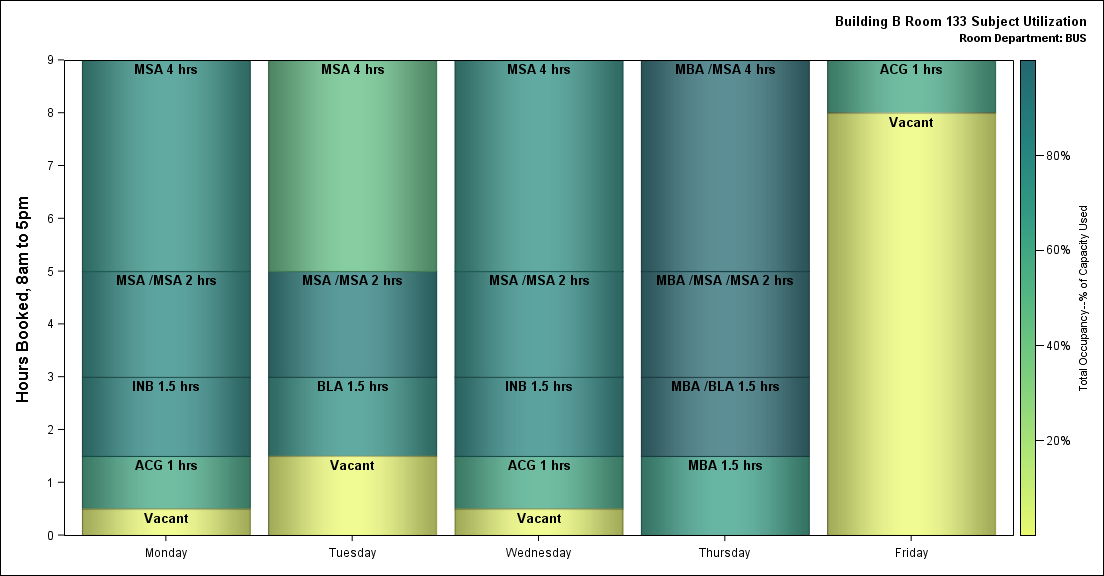 Building B Room 133 Subject Utilization
Room Department: BUS
Hours Booked, 8am to 5pm
9
8
7
6
5
4
3
2
1
0
MSA 4 hrs
MSA /MSA 2 hrs
INB 1.5 hrs
ACG 1 hrs
Vacant
MSA 4 hrs
MSA /MSA 2 hrs
BLA 1.5 hrs
Vacant
MSA 4 hrs
MSA /MSA 2 hrs
INB 1.5 hrs
ACG 1 hrs
Vacant
MBA /MSA 4 hrs
MBA /MSA /MSA 2 hrs
MBA /BLA 1.5 hrs
MBA 1.5 hrs
ACG 1 hrs
Vacant
Monday
Tuesday
Wednesday
Thursday
Friday
80%
60%
40%
20%
Total Occupancy--% of Capacity Used